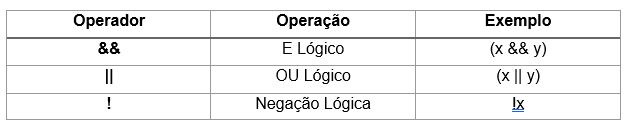 Operador Operação Exemplo
&& E Lógico (x && y)
|| OU Lógico (x || y)
! Negação Lógica !x